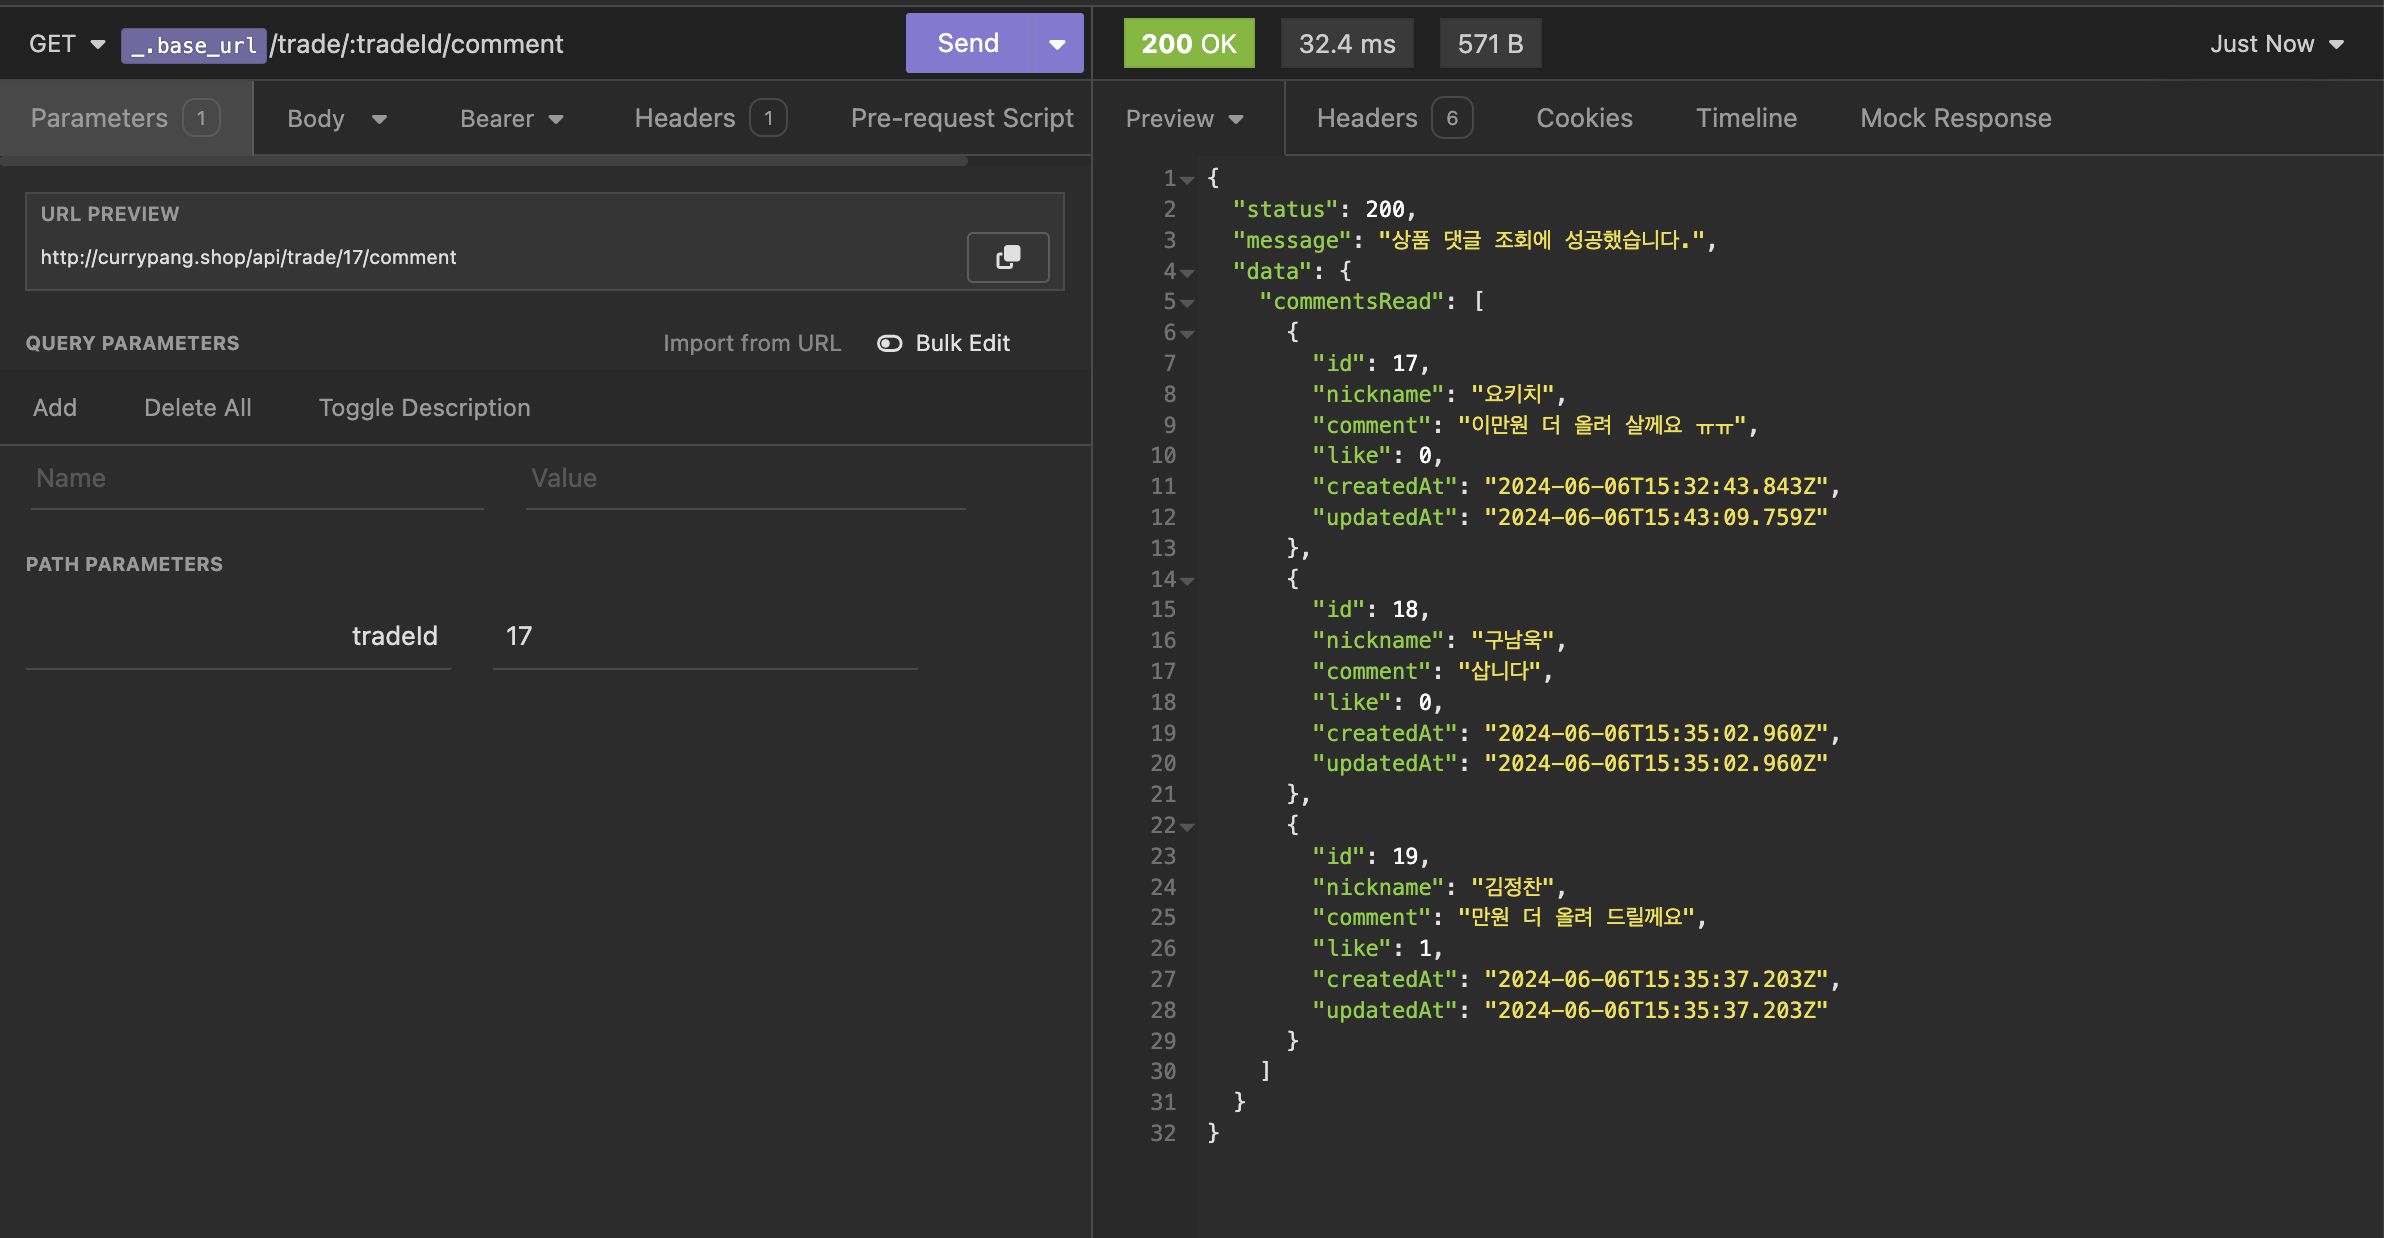 GET _.base_url/trade/:tradeId/comment Send
200 OK 32.4 ms 571 B Just Now
Parameters 1 Body Bearer Headers 1 Pre-request Script
Preview Headers 6 Cookies Timeline Mock Response
URL PREVIEW
http://currypang.shop/api/trade/17/comment
QUERY PARAMETERS Import from URL Bulk Edit
Add Delete All Toggle Description
Name Value
PATH PARAMETERS
tradeId 17
1 {
2 "status": 200,
3 "message": "상품 댓글 조회에 성공했습니다.",
4 "data": {
5 "commentsRead": [
6 {
7 "id": 17,
8 "nickname": "요키치",
9 "comment": "이만원 더 올려 살께요 ㅠㅠ",
10 "like": 0,
11 "createdAt": "2024-06-06T15:32:43.843Z",
12 "updatedAt": "2024-06-06T15:43:09.759Z"
13 },
14 {
15 "id": 18,
16 "nickname": "구남욱",
17 "comment": "삽니다",
18 "like": 0,
19 "createdAt": "2024-06-06T15:35:02.960Z",
20 "updatedAt": "2024-06-06T15:35:02.960Z"
21 },
22 {
23 "id": 19,
24 "nickname": "김정찬",
25 "comment": "만원 더 올려 드릴께요",
26 "like": 1,
27 "createdAt": "2024-06-06T15:35:37.203Z",
28 "updatedAt": "2024-06-06T15:35:37.203Z"
29 }
30 ]
31 }
32 }